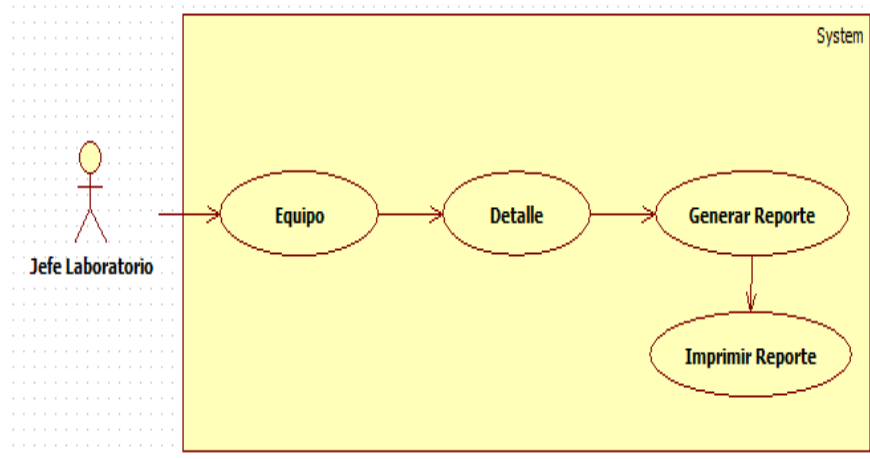 System
Equipo
Detalle
Generar Reporte
Jefe Laboratorio
Imprimir Reporte